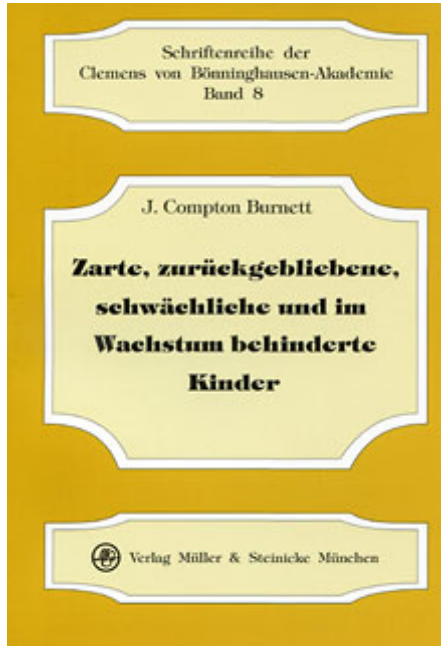 Schriftenreihe der
Clemens von Bönninghausen-Akademie
Band 8
J. Compton Burnett
Zarte, zurückgebliebene,
schwächliche und im
Wachstum behinderte
Kinder
Verlag Müller & Steinicke München